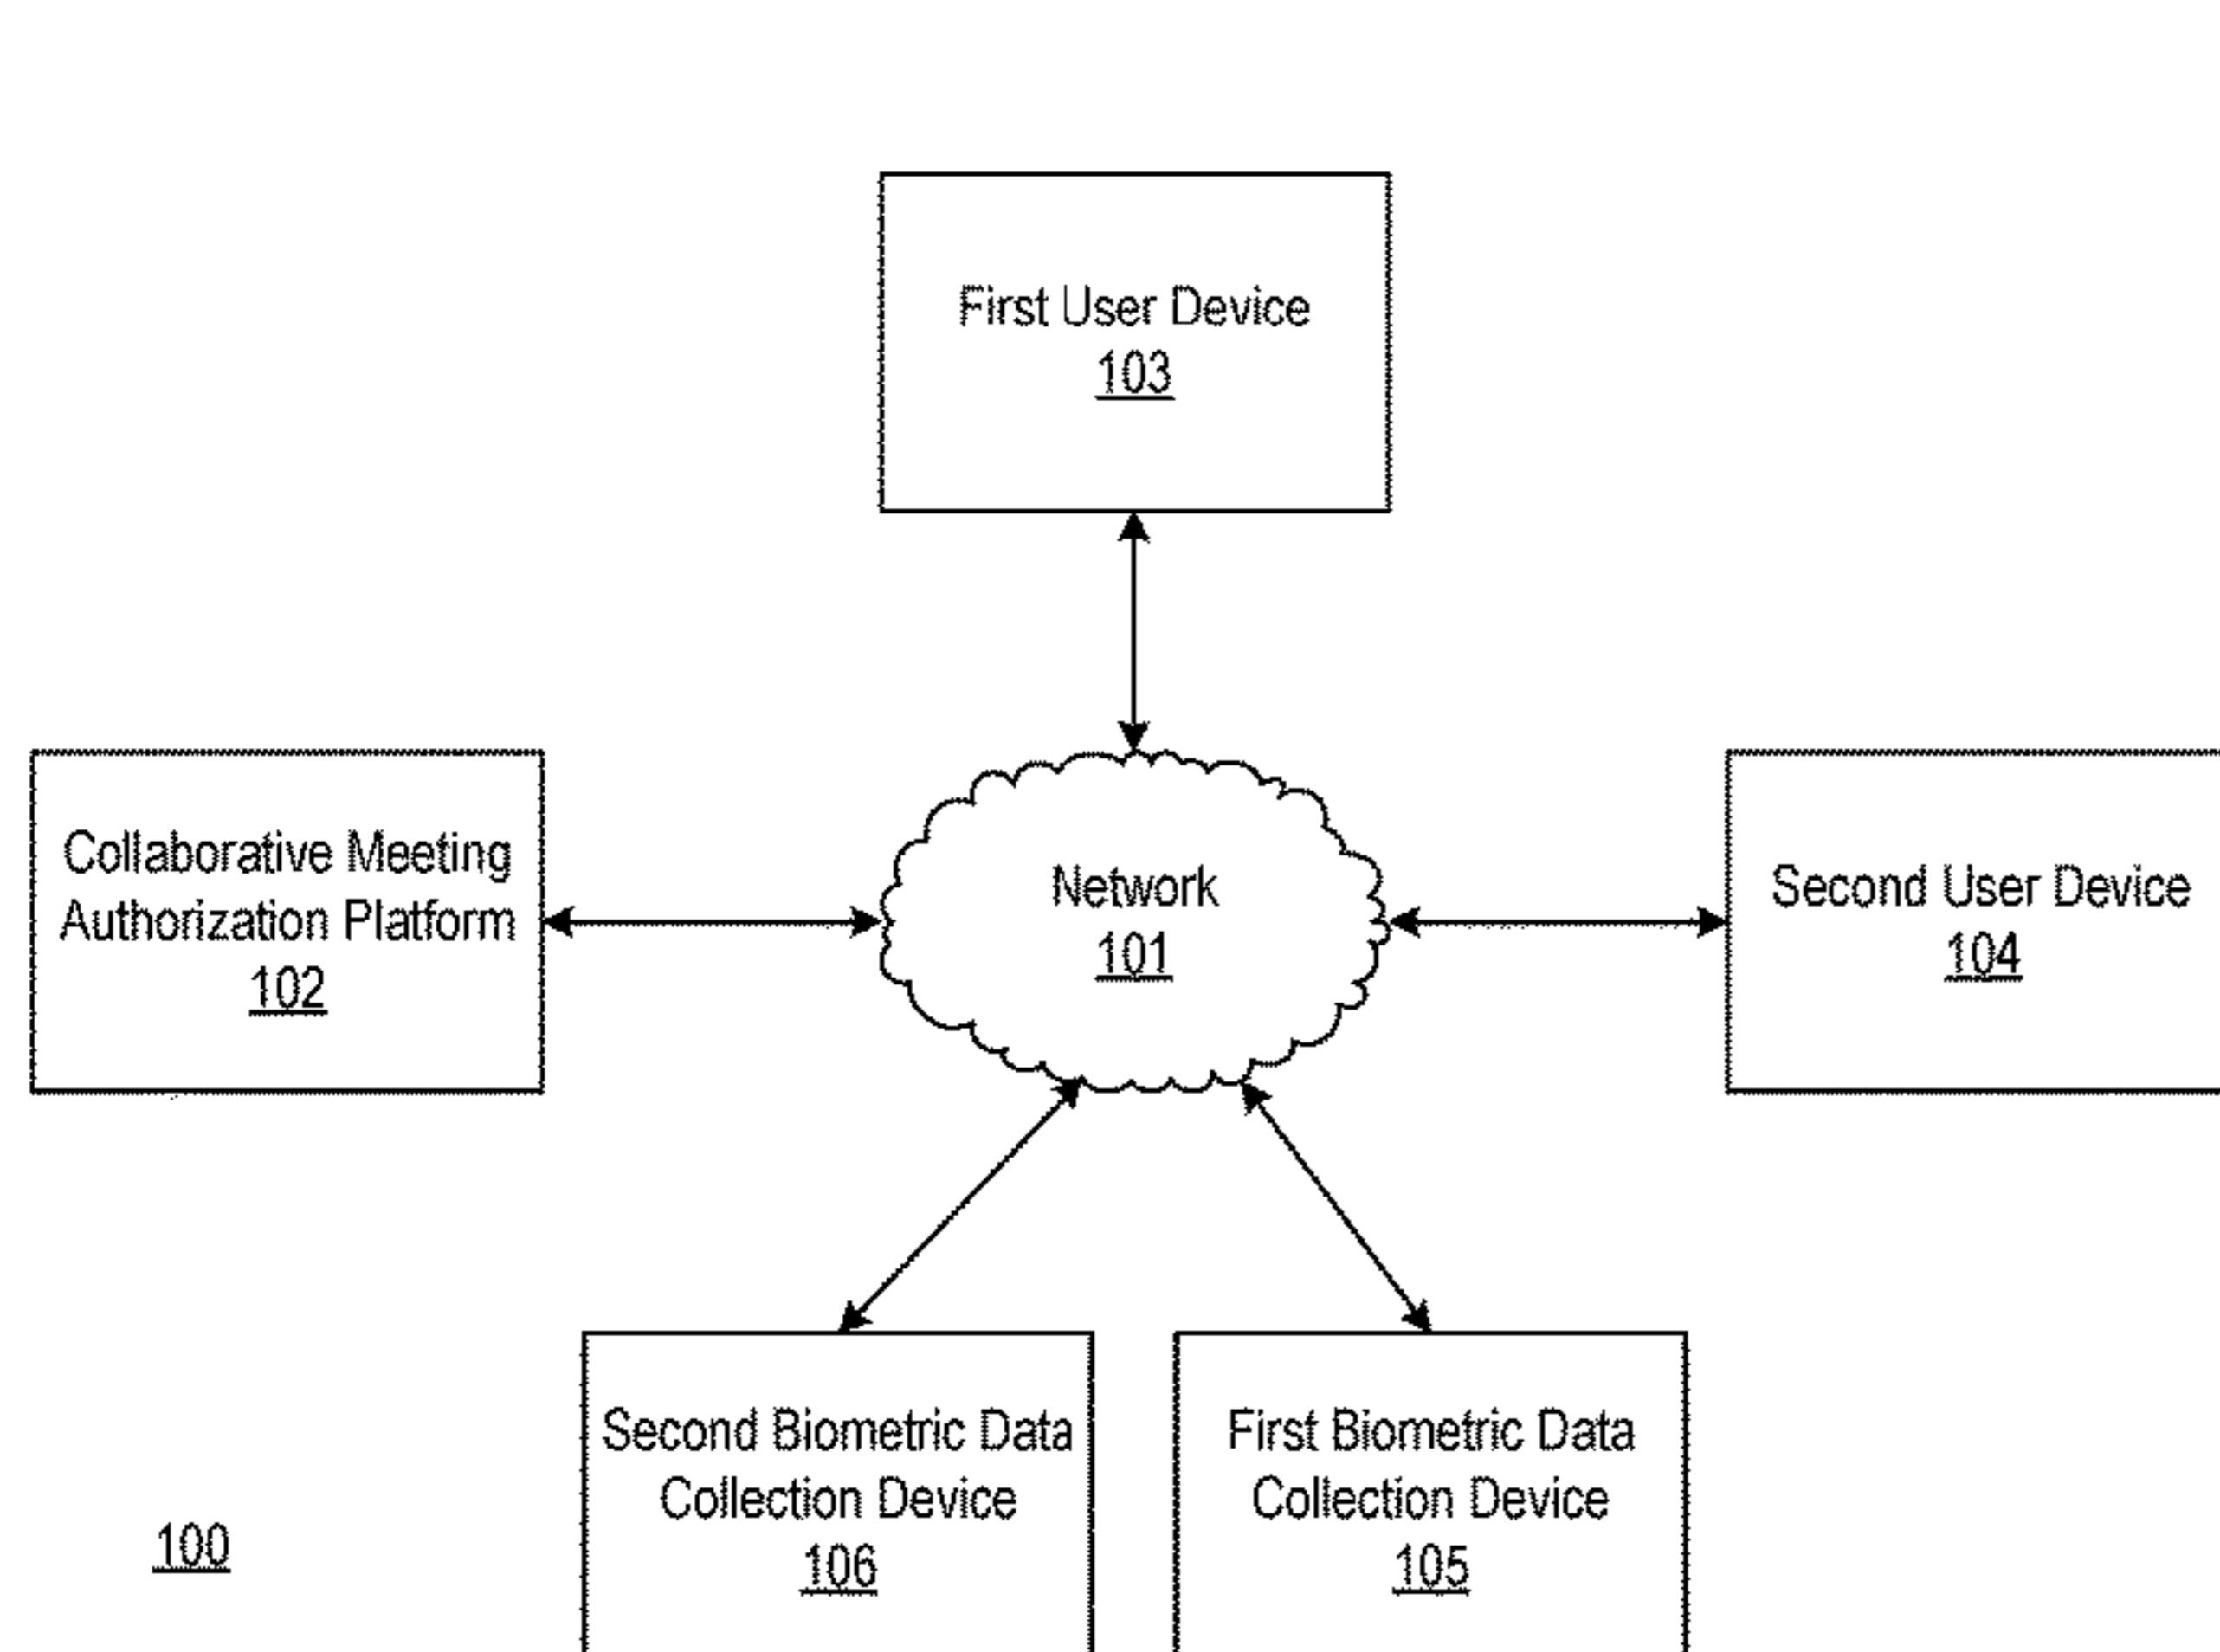 First User Device
103
Collaborative Meeting
Authorization Platform
102
Network
101
Second User Device
104
Second Biometric Data
Collection Device
106
First Biometric Data
Collection Device
105
100